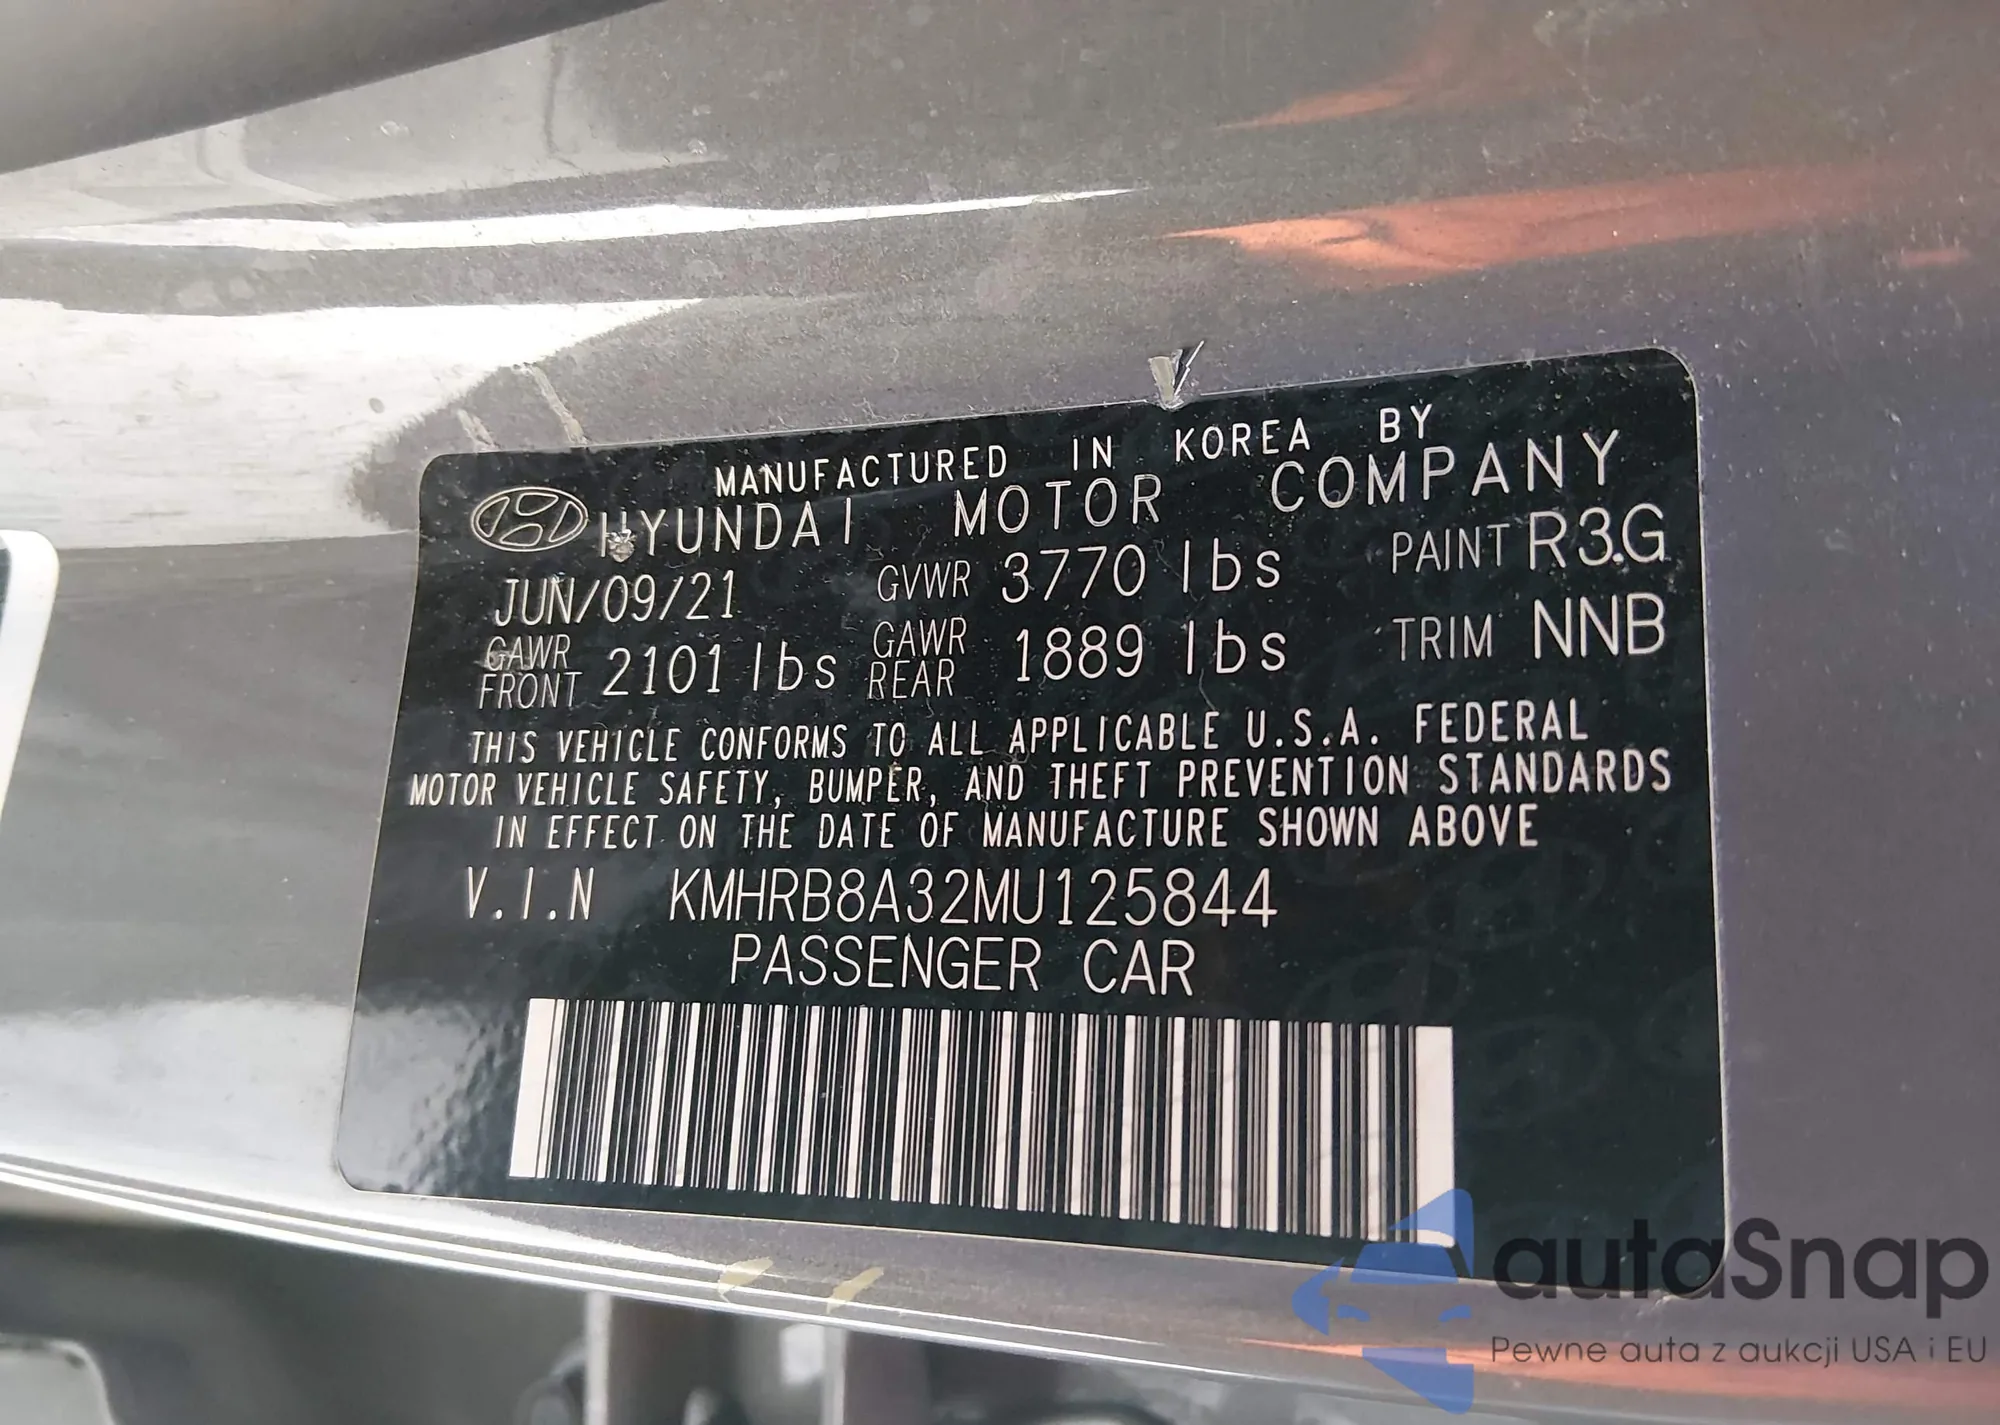 MANUFACTURED IN KOREA BY
HYUNDAI MOTOR COMPANY
JUN/09/21 GVWR 3770 lbs PAINT R3G
GAWR FRONT 2101 lbs GAWR REAR 1889 lbs TRIM NNB
THIS VEHICLE CONFORMS TO ALL APPLICABLE U.S.A. FEDERAL
MOTOR VEHICLE SAFETY, BUMPER, AND THEFT PREVENTION STANDARDS
IN EFFECT ON THE DATE OF MANUFACTURE SHOWN ABOVE
V.I.N KMHRB8A32MU125844
PASSENGER CAR
autaSnap
Pewne auta z aukcji USA i EU